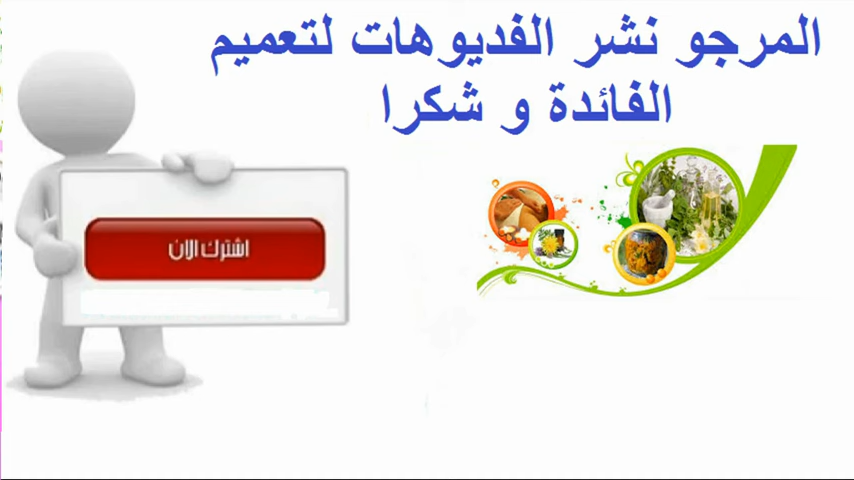 المرجو نشر الفديوهات لتعميم
الفائدة و شكرا
اشترك الان